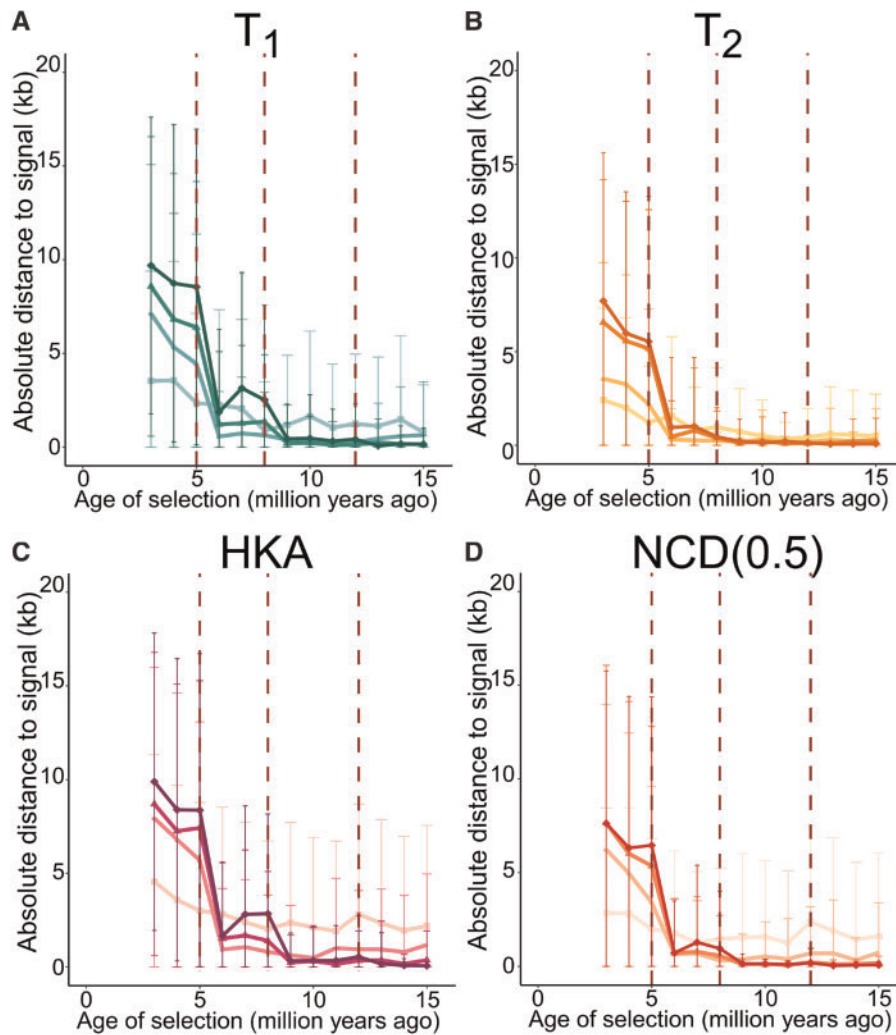 A
T1
B
T2
Absolute distance to signal (kb)
20
15
10
5
0
0 5 10 15
Age of selection (million years ago)
Absolute distance to signal (kb)
20
15
10
5
0
0 5 10 15
Age of selection (million years ago)
C
HKA
D
NCD(0.5)
Absolute distance to signal (kb)
20
15
10
5
0
0 5 10 15
Age of selection (million years ago)
Absolute distance to signal (kb)
20
15
10
5
0
0 5 10 15
Age of selection (million years ago)